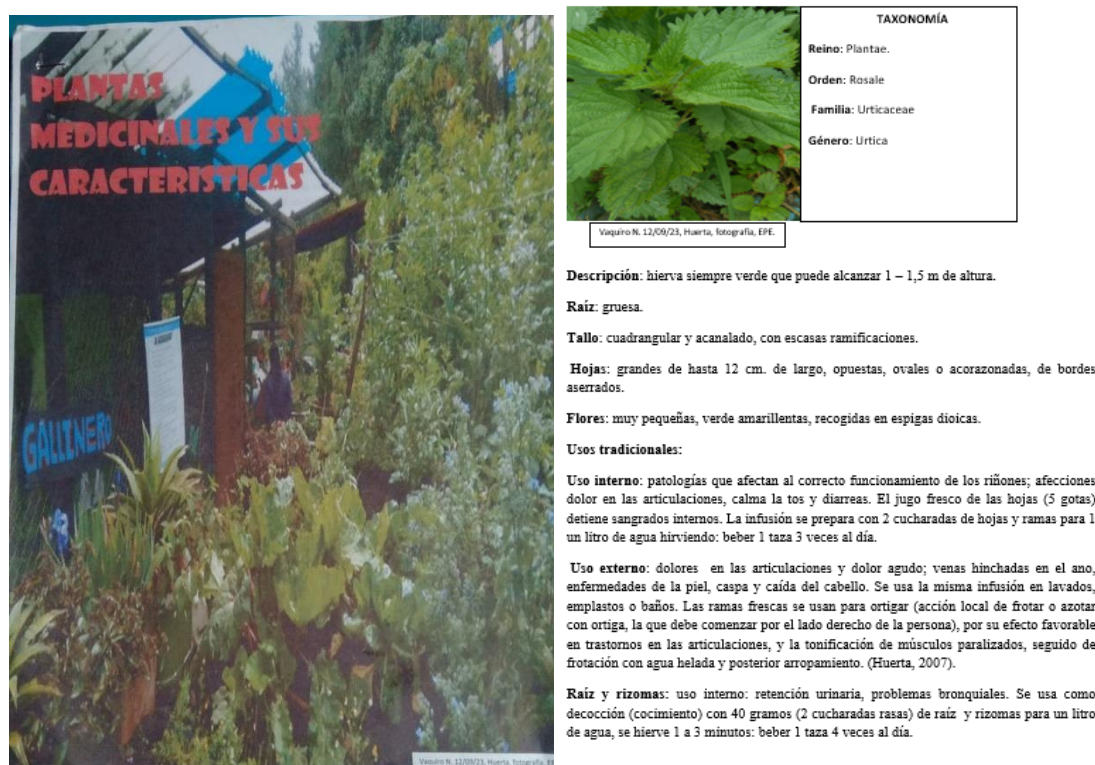 PLANTAS
MEDICINALES Y SUS
CARACTERISTICAS
GALLINERO
Vaquiro N. 12/09/23, Huerta, fotografía, EP
TAXONOMÍA
Reino: Plantae.
Orden: Rosale
Familia: Urticaceae
Género: Urtica
Vaquiro N. 12/09/23, Huerta, fotografía, EPE.
Descripción: hierva siempre verde que puede alcanzar 1 – 1,5 m de altura.
Raíz: gruesa.
Tallo: cuadrangular y acanalado, con escasas ramificaciones.
Hojas: grandes de hasta 12 cm. de largo, opuestas, ovales o acorazonadas, de bordes
aserrados.
Flores: muy pequeñas, verde amarillentas, recogidas en espigas dioicas.
Usos tradicionales:
Uso interno: patologías que afectan al correcto funcionamiento de los riñones; afecciones
dolor en las articulaciones, calma la tos y diarreas. El jugo fresco de las hojas (5 gotas)
detiene sangrados internos. La infusión se prepara con 2 cucharadas de hojas y ramas para 1
un litro de agua hirviendo: beber 1 taza 3 veces al día.
Uso externo: dolores en las articulaciones y dolor agudo; venas hinchadas en el ano,
enfermedades de la piel, caspa y caída del cabello. Se usa la misma infusión en lavados,
emplastos o baños. Las ramas frescas se usan para ortigar (acción local de frotar o azotar
con ortiga, la que debe comenzar por el lado derecho de la persona), por su efecto favorable
en trastornos en las articulaciones, y la tonificación de músculos paralizados, seguido de
frotación con agua helada y posterior arropamiento. (Huerta, 2007).
Raíz y rizomas: uso interno: retención urinaria, problemas bronquiales. Se usa como
decocción (cocimiento) con 40 gramos (2 cucharadas rasas) de raíz y rizomas para un litro
de agua, se hierve 1 a 3 minutos: beber 1 taza 4 veces al día.